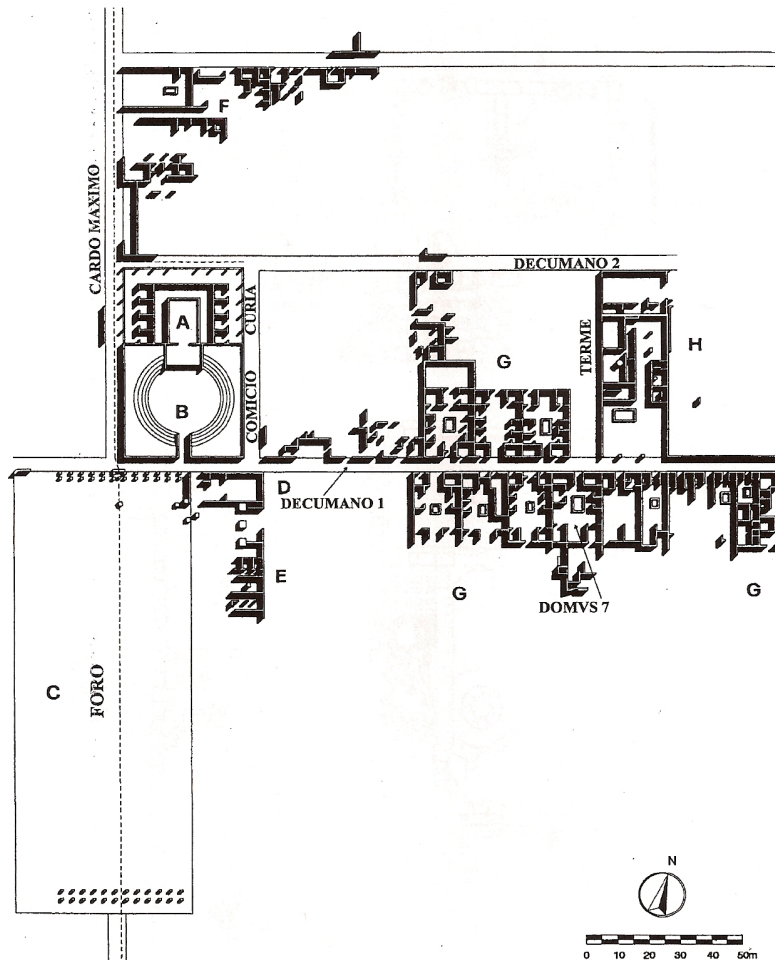 F
CARDO MAXIMO
DECUMANO 2
A
CURIA
TERME
H
G
B
COMICIO
D
DECUMANO 1
E
G
G
DOMVS 7
C
FORO
N
0 10 20 30 40 50m